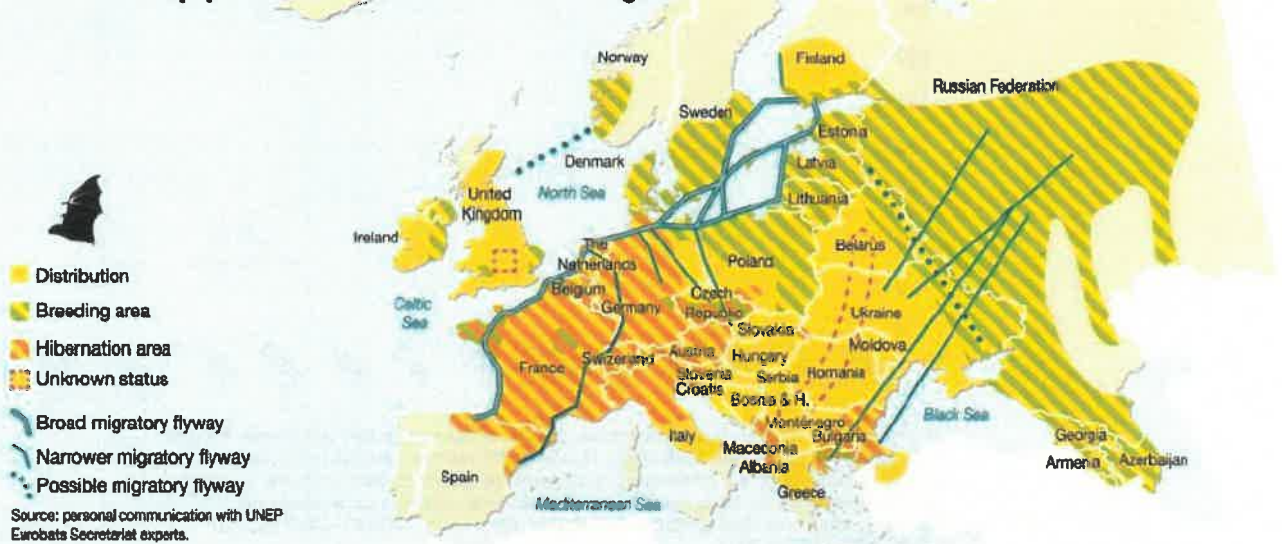 Norway
Finland
Russian Federation
Sweden
Estonia
Denmark
Latvia
North Sea
United
Kingdom
Lithuania
Ireland
The
Netherlands
Belarus
Poland
Belgium
Germany
Czech
Republic
Celtic
Sea
Ukraine
Slovakia
France
Switzerland
Austria
Hungary
Moldova
Slovenia
Croatia
Serbia
Romania
Bosnia & H.
Montenegro
Bulgaria
Black Sea
Italy
Macedonia
Albania
Georgia
Armenia
Azerbaijan
Spain
Greece
Mediterranean Sea
Distribution
Breeding area
Hibernation area
Unknown status
Broad migratory flyway
Narrower migratory flyway
Possible migratory flyway
Source: personal communication with UNEP
Eurobats Secretariat experts.